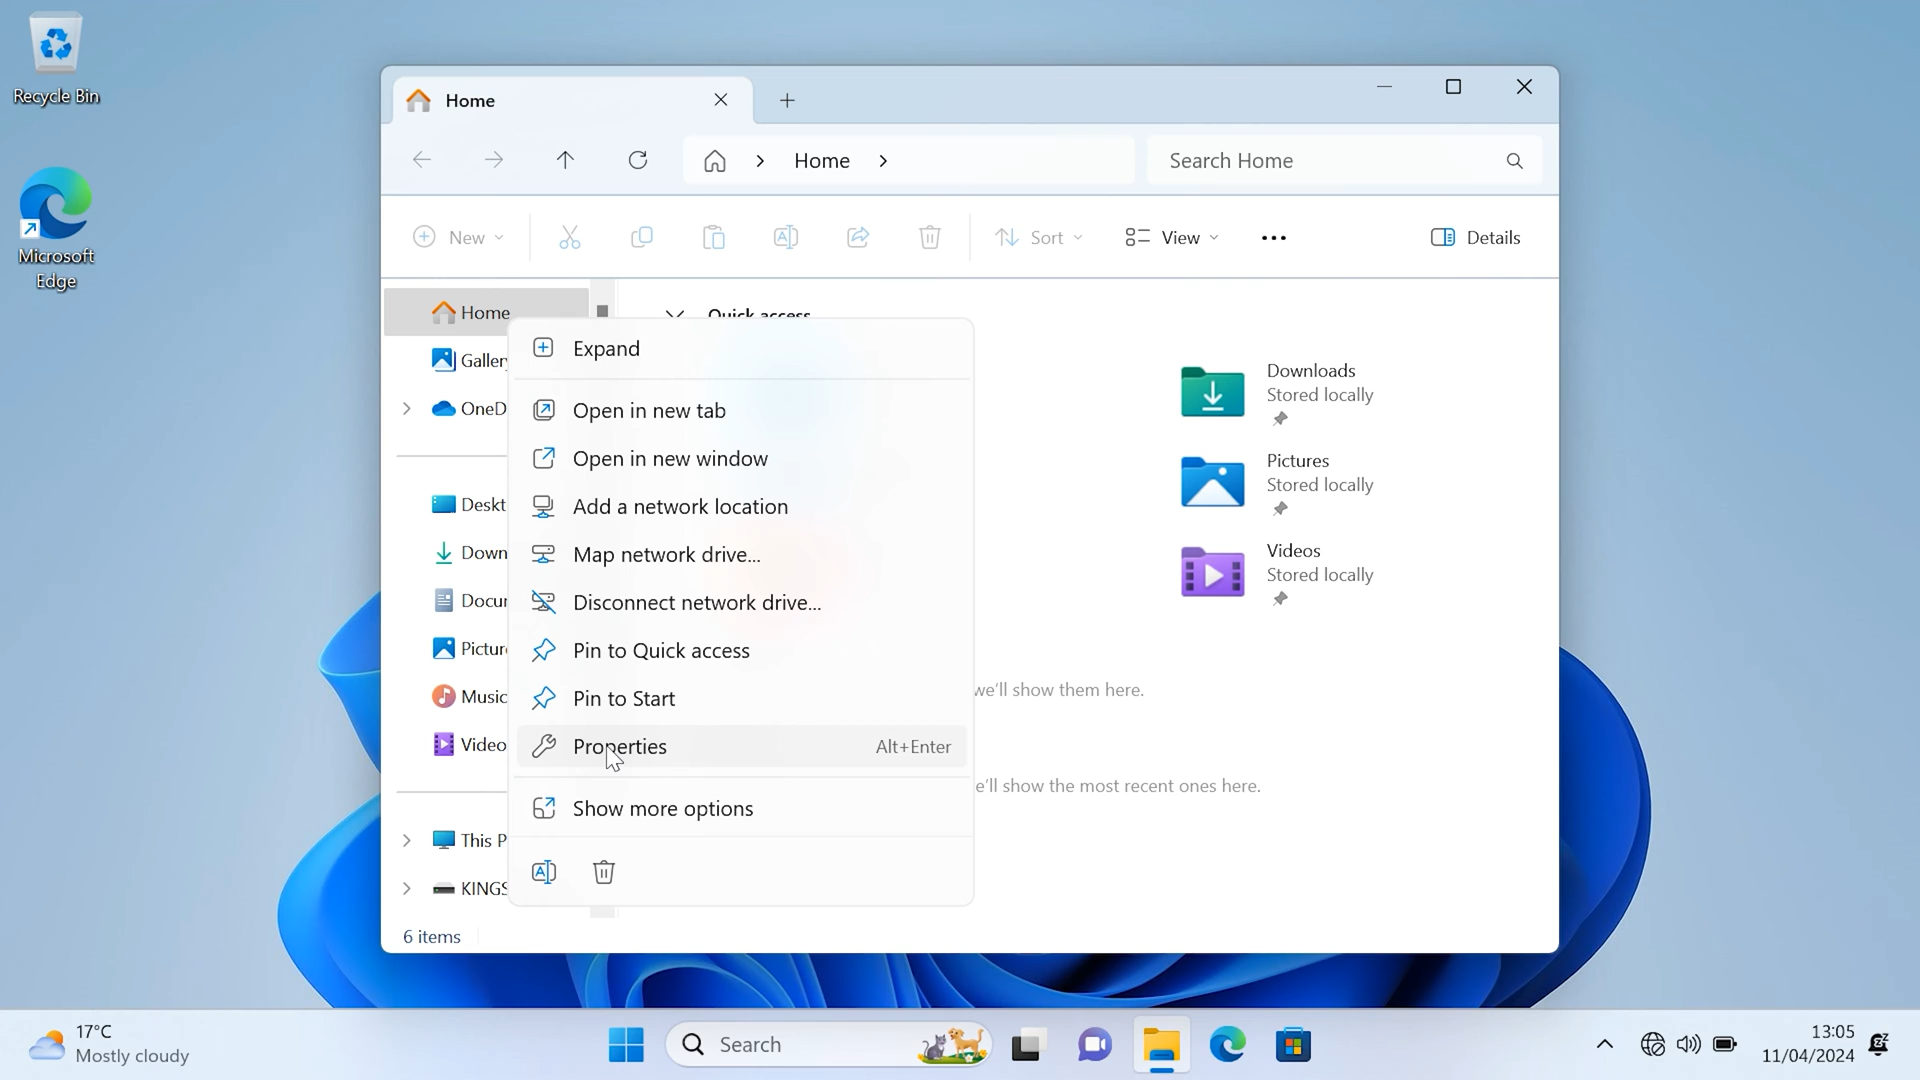 Recycle Bin
Microsoft
Edge
Home
Home
Search Home
New
Sort
View
Details
Home
Galler
OneD
Deskt
Down
Docur
Pictur
Music
Video
This P
KINGS
6 items
Quick access
Expand
Open in new tab
Open in new window
Add a network location
Map network drive...
Disconnect network drive...
Pin to Quick access
Pin to Start
Properties Alt+Enter
Show more options
Downloads
Stored locally
Pictures
Stored locally
Videos
Stored locally
we'll show them here.
e'll show the most recent ones here.
17°C
Mostly cloudy
Search
13:05
11/04/2024